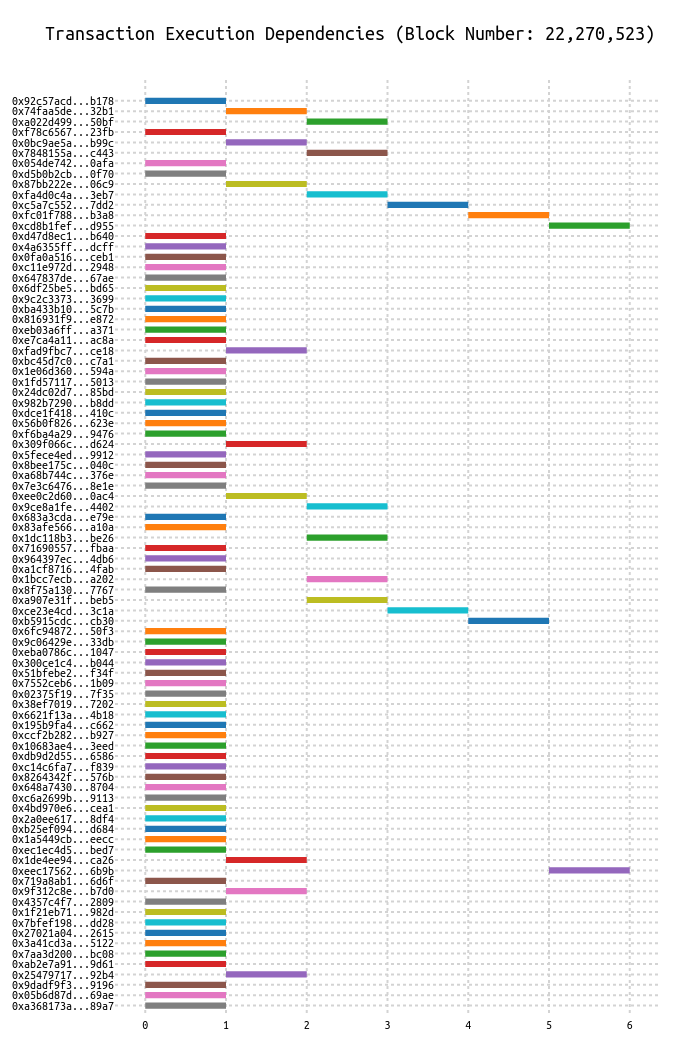 Transaction Execution Dependencies (Block Number: 22,270,523)
0x92c57acd...b178
0x74faa5de...32b1
0xa022d499...50bf
0xf78c6567...23fb
0x0bc9ae5a...b99c
0x7848155a...c443
0x054de742...0afa
0xd5b0b2cb...0f70
0x87bb222e...06c9
0xfa4d0c4a...3eb7
0xc5a7c552...7dd2
0xfc01f788...b3a8
0xcd8b1fef...d955
0xd47d8ec1...b640
0x4a6355ff...dcff
0x0fa0a516...ceb1
0xc11e972d...2948
0x647837de...67ae
0x6df25be5...bd65
0x9c2c3373...3699
0xba433b10...5c7b
0x816931f9...e872
0xeb03a6ff...a371
0xe7ca4a11...ac8a
0xfad9fbc7...ce18
0xbc45d7c0...c7a1
0x1e06d360...594a
0x1fd57117...5013
0x24dc02d7...85bd
0x982b7290...b8dd
0xdce1f418...410c
0x56b0f826...623e
0xf6ba4a29...9476
0x309f066c...d624
0x5fece4ed...9912
0x8bee175c...040c
0xa68b744c...376e
0x7e3c6476...8e1e
0xee0c2d60...0ac4
0x9ce8a1fe...4402
0x683a3cda...e79e
0x83afe566...a10a
0x1dc118b3...be26
0x71690557...fbaa
0x964397ec...4db6
0xa1cf8716...4fab
0x1bcc7ecb...a202
0x8f75a130...7767
0xa907e31f...beb5
0xce23e4cd...3c1a
0xb5915cdc...cb30
0x6fc94872...50f3
0x9c06429e...33db
0xeba0786c...1047
0x300ce1c4...b044
0x51bfebe2...f34f
0x7552ceb6...1b09
0x02375f19...7f35
0x38ef7019...7202
0x6621f13a...4b18
0x195b9fa4...c662
0xccf2b282...b927
0x10683ae4...3eed
0xdb9d2d55...6586
0xc14c6fa7...f839
0x8264342f...576b
0x648a7430...8704
0xc6a2699b...9113
0x4bd970e6...cea1
0x2a0ee617...8df4
0xb25ef094...d684
0x1a5449cb...eecc
0xec1ec4d5...bed7
0x1de4ee94...ca26
0xeec17562...6b9b
0x719a8ab1...6d6f
0x9f312c8e...b7d0
0x4357c4f7...2809
0x1f21eb71...982d
0x7bfef198...dd28
0x27021a04...2615
0x3a41cd3a...5122
0x7aa3d200...bc08
0xab2e7a91...9d61
0x25479717...92b4
0x9dadf9f3...9196
0x05b6d87d...69ae
0xa368173a...89a7
0 1 2 3 4 5 6